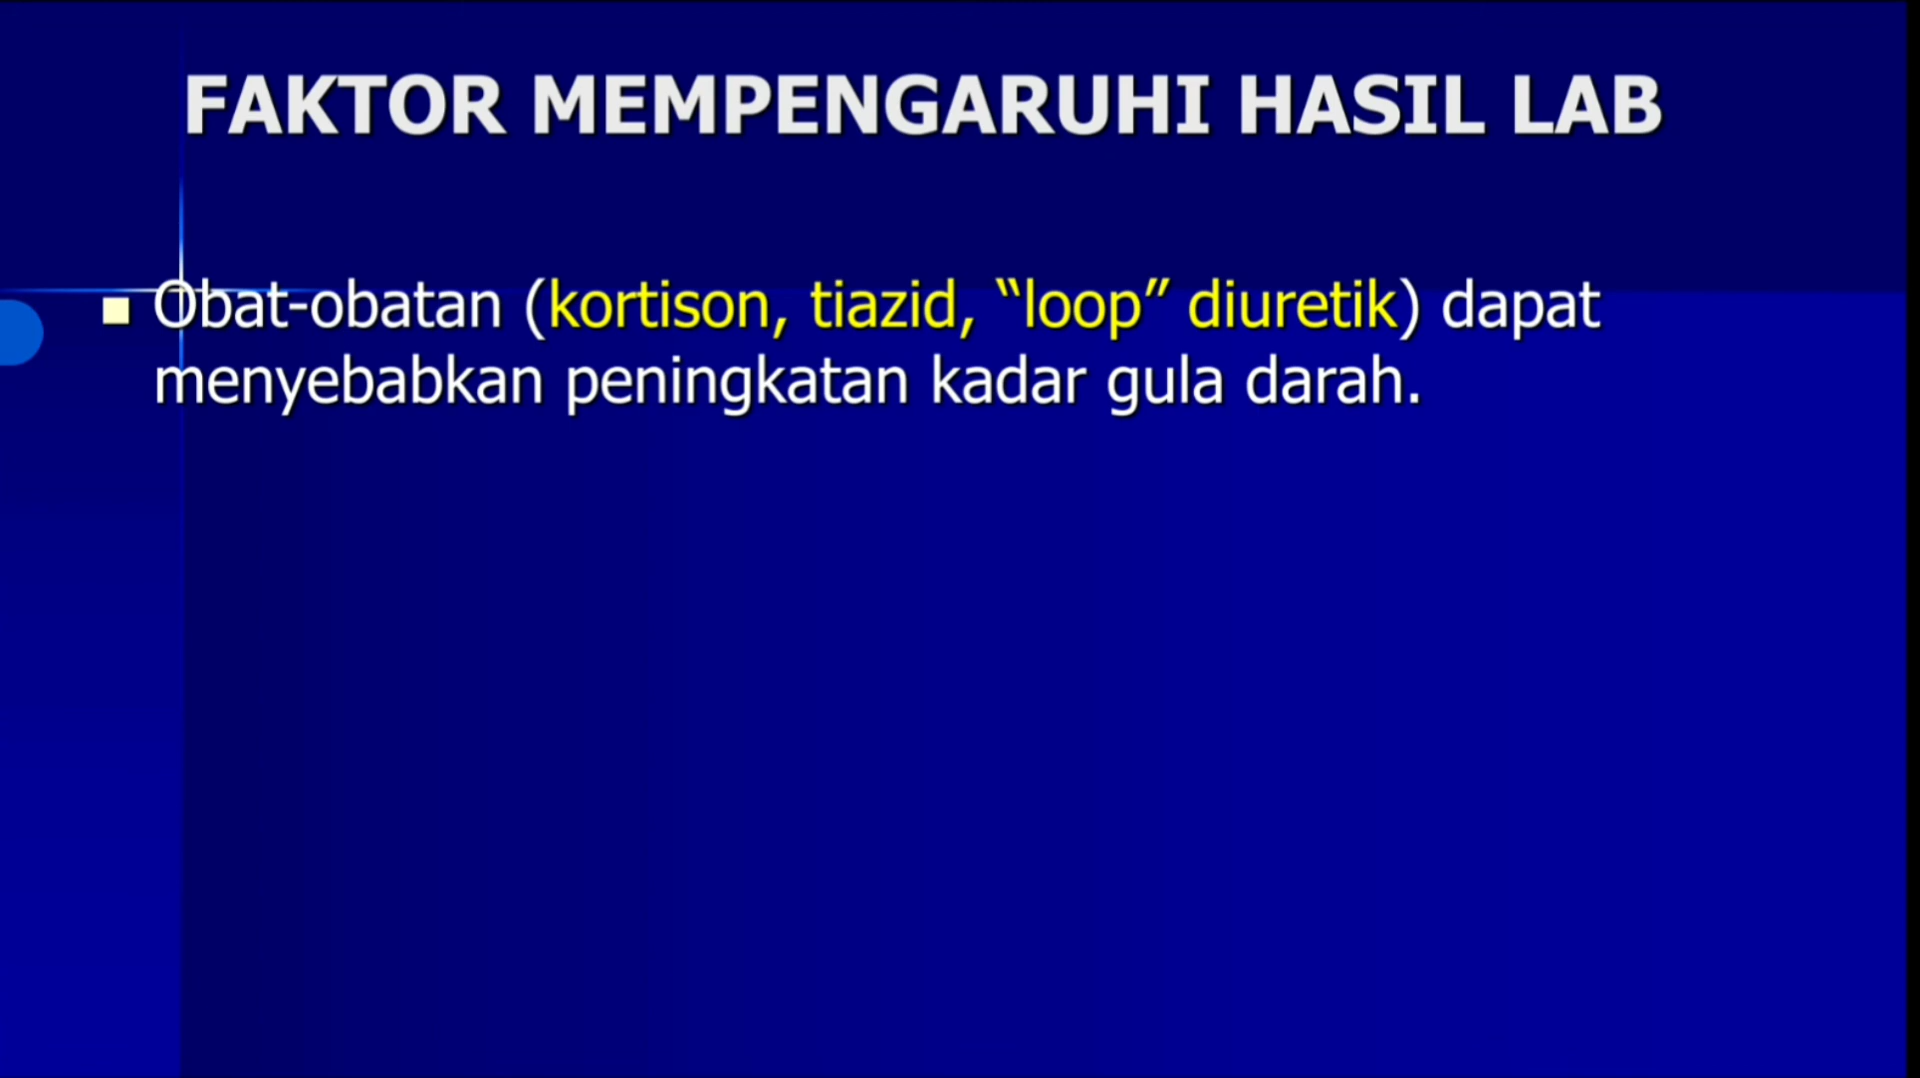 FAKTOR MEMPENGARUHI HASIL LAB
Obat-obatan (kortison, tiazid, “loop” diuretik) dapat
menyebabkan peningkatan kadar gula darah.